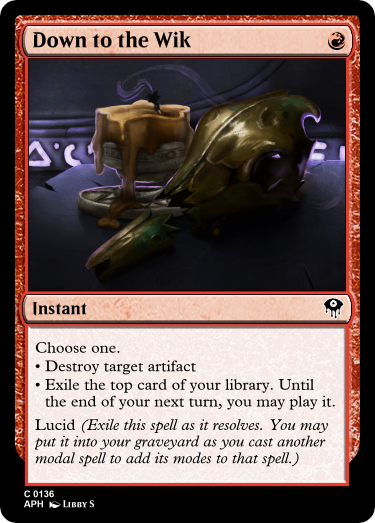 Down to the Wik
Instant
Choose one.
• Destroy target artifact
• Exile the top card of your library. Until
the end of your next turn, you may play it.
Lucid (Exile this spell as it resolves. You may
put it into your graveyard as you cast another
modal spell to add its modes to that spell.)
C 0136
APH Libby S